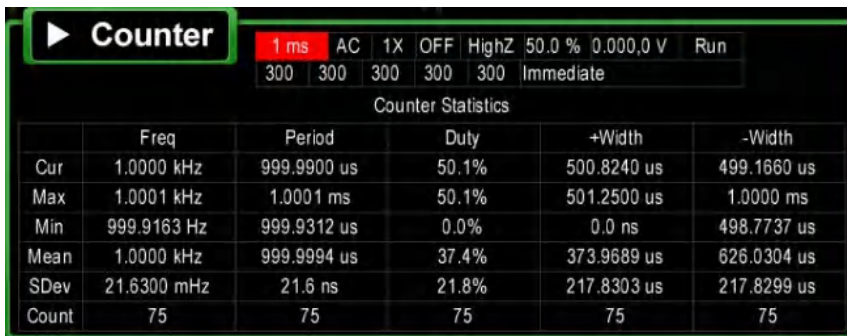 Counter
1 ms AC 1X OFF HighZ 50.0 % 0.000,0 V Run
300 300 300 300 300 Immediate
Counter Statistics
Freq Period Duty +Width -Width
Cur 1.0000 kHz 999.9900 us 50.1% 500.8240 us 499.1660 us
Max 1.0001 kHz 1.0001 ms 50.1% 501.2500 us 1.0000 ms
Min 999.9163 Hz 999.9312 us 0.0% 0.0 ns 498.7737 us
Mean 1.0000 kHz 999.9994 us 37.4% 373.9689 us 626.0304 us
SDev 21.6300 mHz 21.6 ns 21.8% 217.8303 us 217.8299 us
Count 75 75 75 75 75